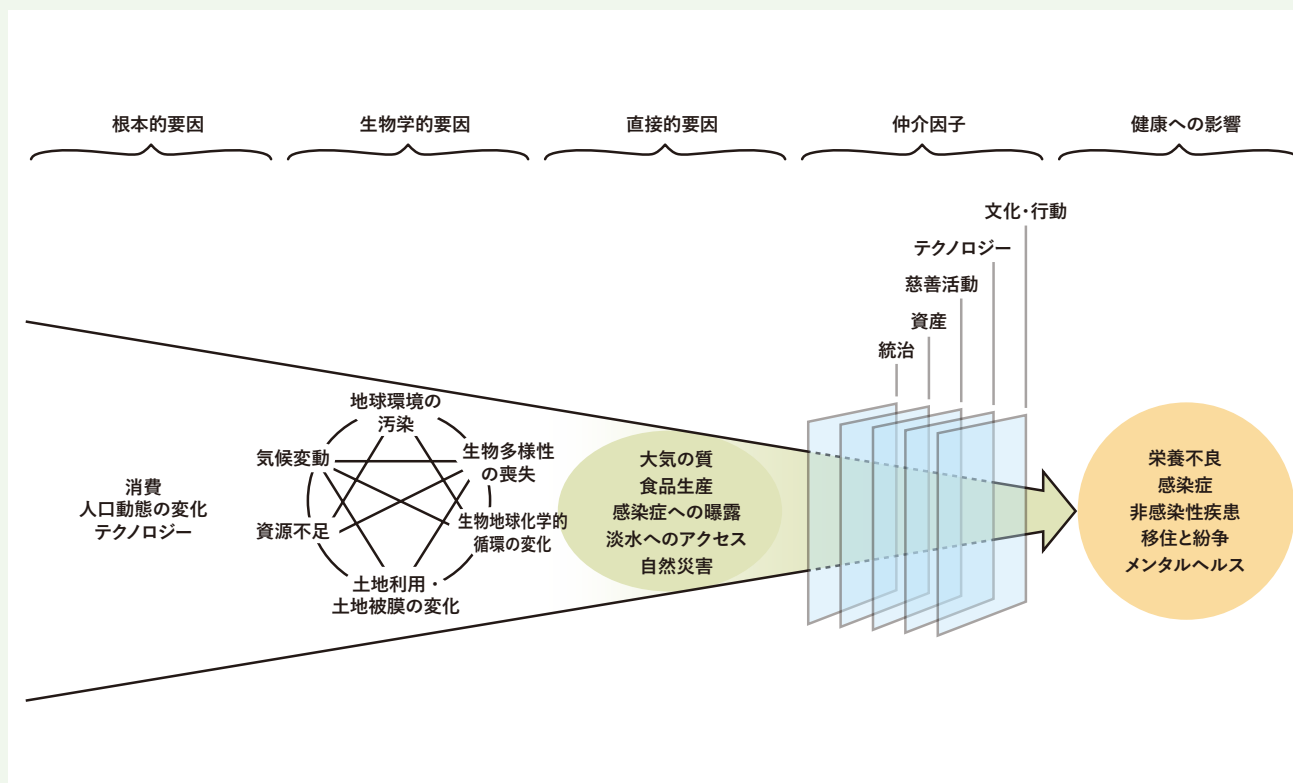 根本的要因
生物学的要因
直接的要因
仲介因子
健康への影響
消費
人口動態の変化
テクノロジー
地球環境の
汚染
気候変動
生物多様性
の喪失
資源不足
生物地球化学的
循環の変化
土地利用・
土地被膜の変化
大気の質
食品生産
感染症への曝露
淡水へのアクセス
自然災害
文化・行動
テクノロジー
慈善活動
資産
統治
栄養不良
感染症
非感染性疾患
移住と紛争
メンタルヘルス